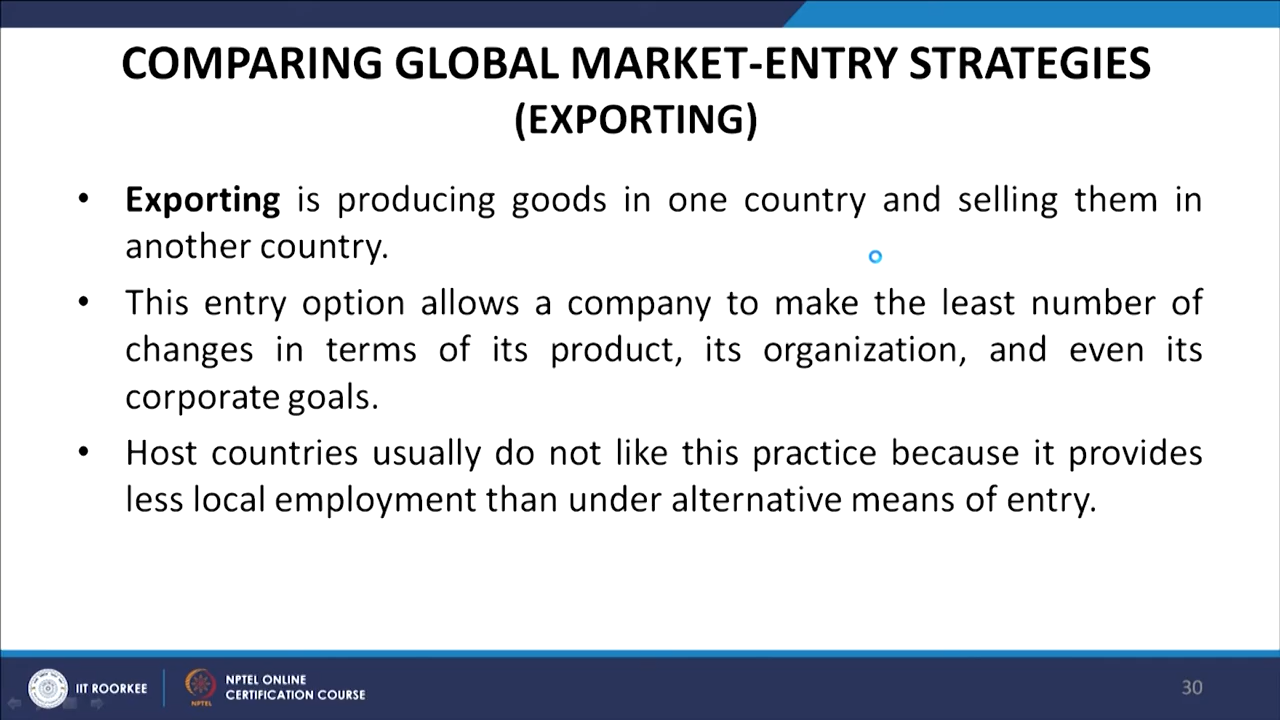 COMPARING GLOBAL MARKET-ENTRY STRATEGIES
(EXPORTING)
• Exporting is producing goods in one country and selling them in
another country.
• This entry option allows a company to make the least number of
changes in terms of its product, its organization, and even its
corporate goals.
• Host countries usually do not like this practice because it provides
less local employment than under alternative means of entry.
IIT ROORKEE
NPTEL
NPTEL ONLINE
CERTIFICATION COURSE
30